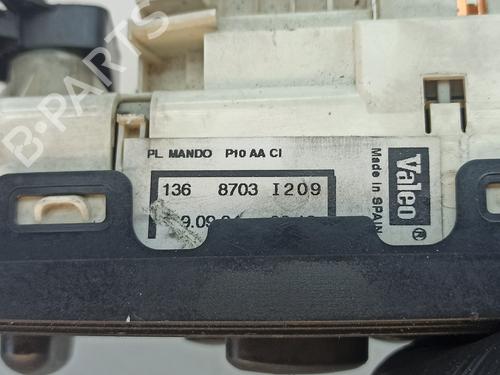 B-PARTS
PL. MANDO P10 AA CI
136 8703 I209
Valeo
®
Made in SPAIN